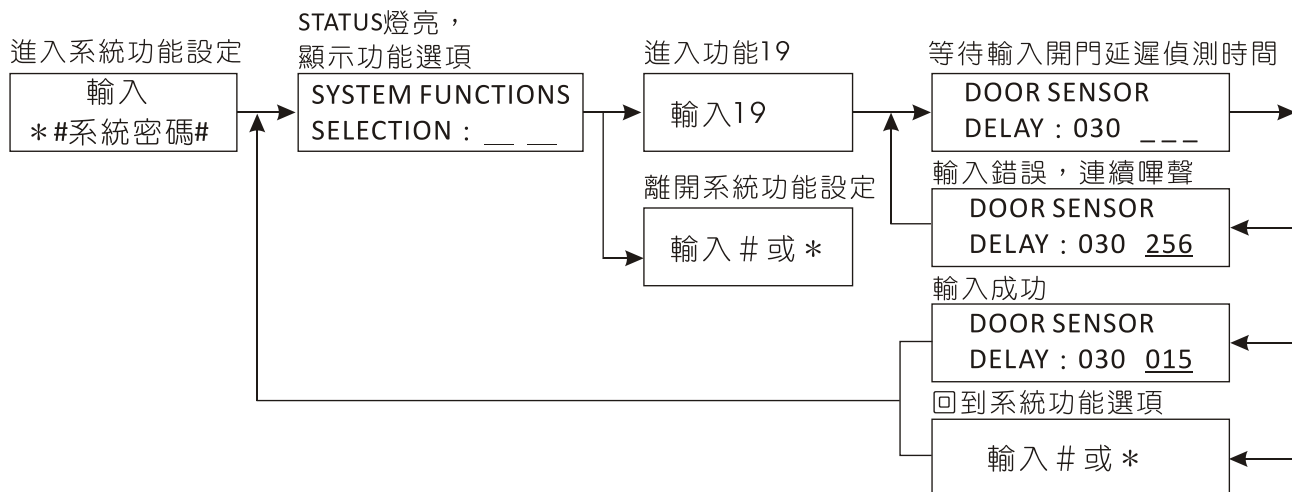 進入系統功能設定
輸入
＊#系統密碼#
STATUS燈亮，
顯示功能選項
SYSTEM FUNCTIONS
SELECTION：__ __
進入功能19
輸入19
離開系統功能設定
輸入＃或＊
等待輸入開門延遲偵測時間
DOOR SENSOR
DELAY：030 _ _ _
輸入錯誤，連續嗶聲
DOOR SENSOR
DELAY：030 256
輸入成功
DOOR SENSOR
DELAY：030 015
回到系統功能選項
輸入＃或＊